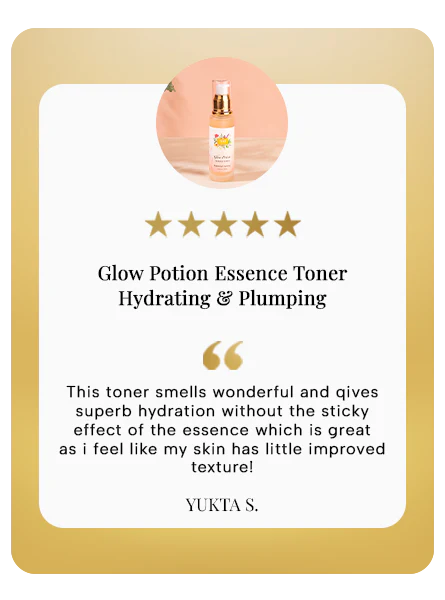 Glow Potion Essence Toner
Hydrating & Plumping
This toner smells wonderful and qives
superb hydration without the sticky
effect of the essence which is great
as i feel like my skin has little improved
texture!
YUKTA S.